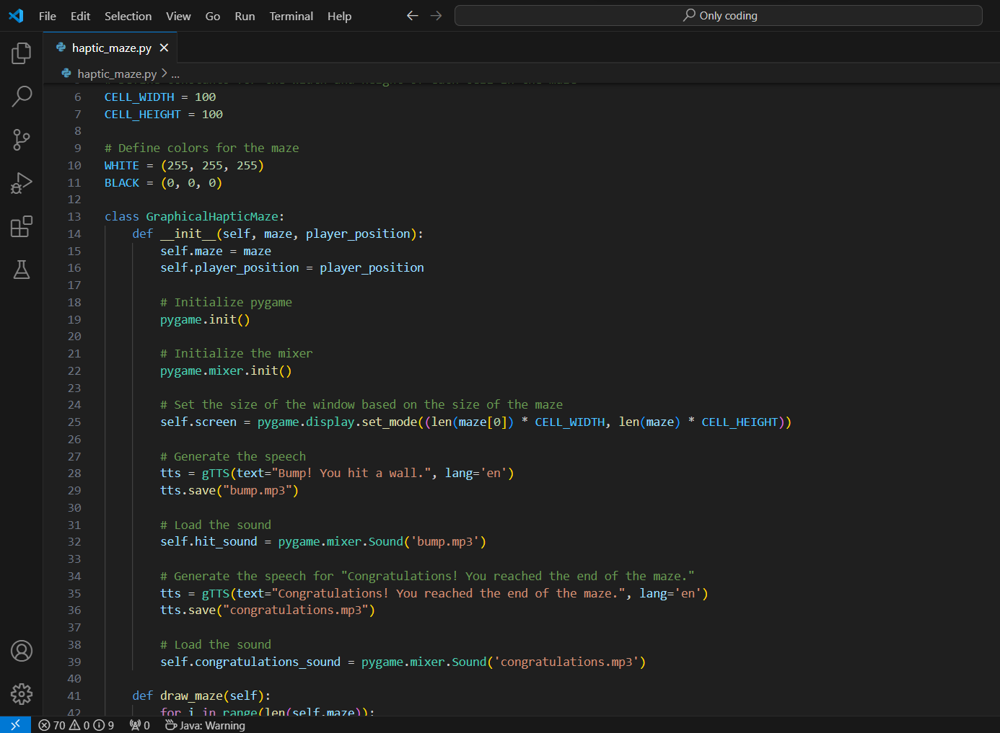 File Edit Selection View Go Run Terminal Help Only coding
haptic_maze.py
haptic_maze.py > ...
6 CELL_WIDTH = 100
7 CELL_HEIGHT = 100
8
9 # Define colors for the maze
10 WHITE = (255, 255, 255)
11 BLACK = (0, 0, 0)
12
13 class GraphicalHapticMaze:
14 def __init__(self, maze, player_position):
15 self.maze = maze
16 self.player_position = player_position
17
18 # Initialize pygame
19 pygame.init()
20
21 # Initialize the mixer
22 pygame.mixer.init()
23
24 # Set the size of the window based on the size of the maze
25 self.screen = pygame.display.set_mode((len(maze[0]) * CELL_WIDTH, len(maze) * CELL_HEIGHT))
26
27 # Generate the speech
28 tts = gTTS(text="Bump! You hit a wall.", lang='en')
29 tts.save("bump.mp3")
30
31 # Load the sound
32 self.hit_sound = pygame.mixer.Sound('bump.mp3')
33
34 # Generate the speech for "Congratulations! You reached the end of the maze."
35 tts = gTTS(text="Congratulations! You reached the end of the maze.", lang='en')
36 tts.save("congratulations.mp3")
37
38 # Load the sound
39 self.congratulations_sound = pygame.mixer.Sound('congratulations.mp3')
40
41 def draw_maze(self):
42 for i in range(len(self.maze)):
70 0 9 0 Java: Warning